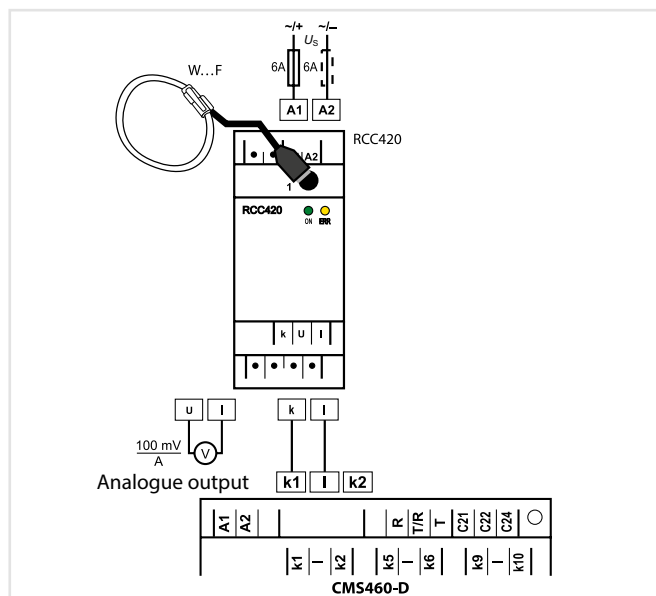 ~/+ ~/–
U_S
6A 6A
W...F
A1 A2
RCC420
A2
1
RCC420
ON ERR
k U l
U l k l
100 mV
A
V
Analogue output
k1 l k2
A1 A2 R T/R T C21 C22 C24
k1 l k2 k5 l k6 k9 l k10
CMS460-D